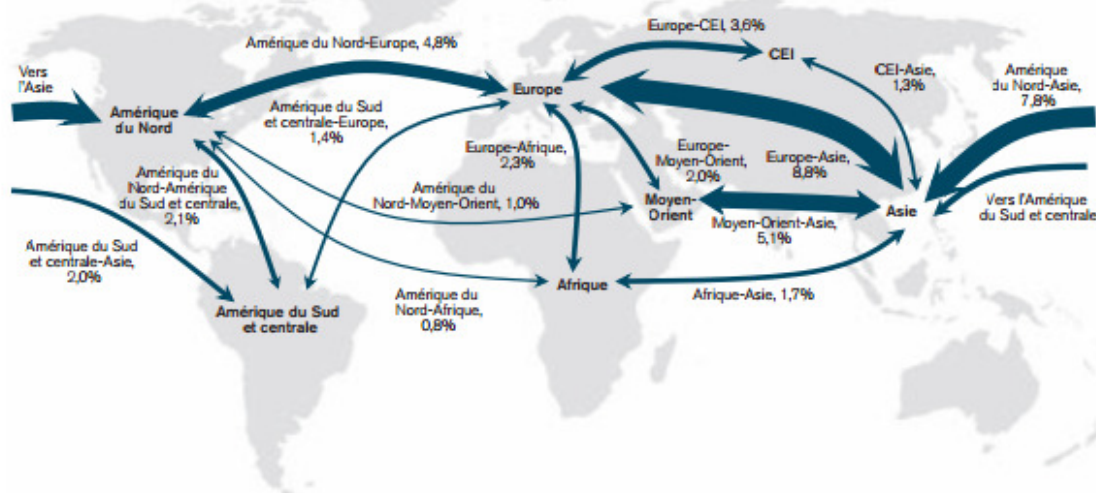 Vers
l'Asie
Amérique
du Nord
Amérique du Nord-Europe, 4,8%
Amérique du Sud
et centrale-Europe,
1,4%
Europe
Europe-CEI, 3,6%
CEI
CEI-Asie,
1,3%
Amérique
du Nord-Asie,
7,8%
Europe-Afrique,
2,3%
Europe-
Moyen-Orient,
2,0%
Europe-Asie,
8,8%
Amérique du
Nord-Amérique
du Sud et centrale,
2,1%
Amérique du
Nord-Moyen-Orient, 1,0%
Moyen-
Orient
Moyen-Orient-Asie,
5,1%
Asie
Vers l'Amérique
du Sud et centrale
Amérique du Sud
et centrale-Asie,
2,0%
Amérique du Sud
et centrale
Amérique du
Nord-Afrique,
0,8%
Afrique
Afrique-Asie, 1,7%